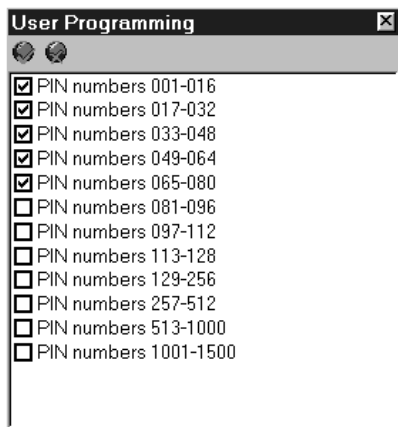 User Programming
PIN numbers 001-016
PIN numbers 017-032
PIN numbers 033-048
PIN numbers 049-064
PIN numbers 065-080
PIN numbers 081-096
PIN numbers 097-112
PIN numbers 113-128
PIN numbers 129-256
PIN numbers 257-512
PIN numbers 513-1000
PIN numbers 1001-1500